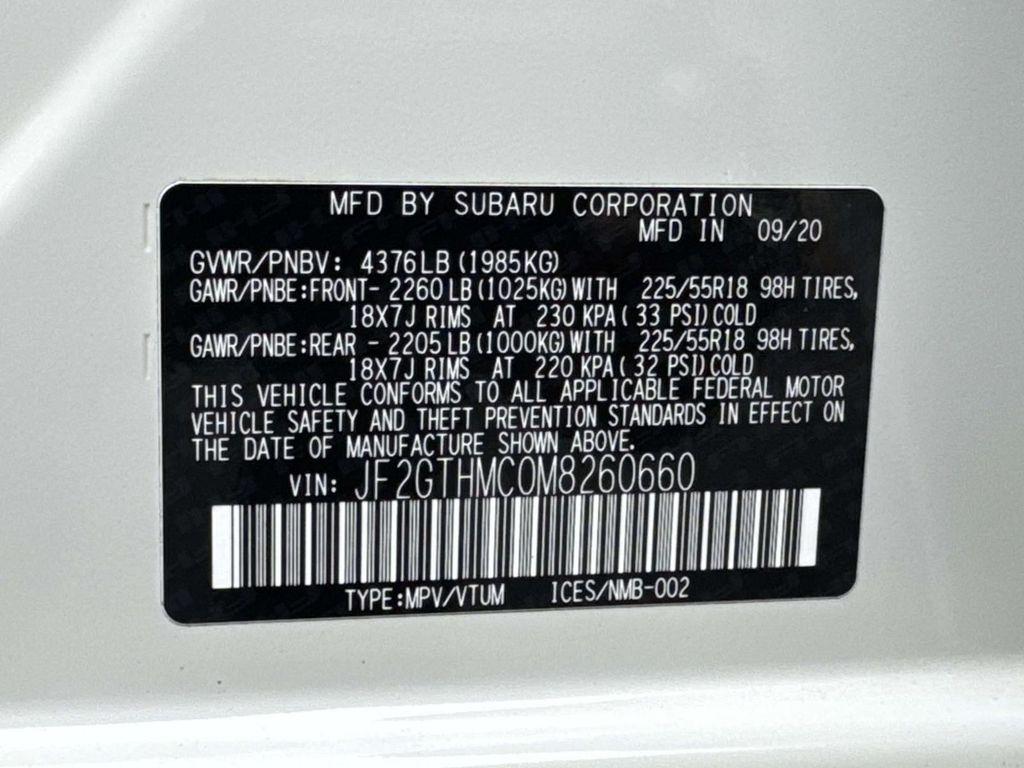 MFD BY SUBARU CORPORATION
MFD IN 09/20
GVWR/PNBV: 4376LB(1985KG)
GAWR/PNBE:FRONT- 2260LB(1025KG)WITH 225/55R18 98H TIRES,
18X7J RIMS AT 230 KPA( 33 PSI)COLD
GAWR/PNBE:REAR - 2205LB(1000KG)WITH 225/55R18 98H TIRES,
18X7J RIMS AT 220 KPA( 32 PSI)COLD
THIS VEHICLE CONFORMS TO ALL APPLICABLE FEDERAL MOTOR
VEHICLE SAFETY AND THEFT PREVENTION STANDARDS IN EFFECT ON
THE DATE OF MANUFACTURE SHOWN ABOVE.
VIN: JF2GTHMC0M8260660
TYPE:MPV/VTUM ICES/NMB-002